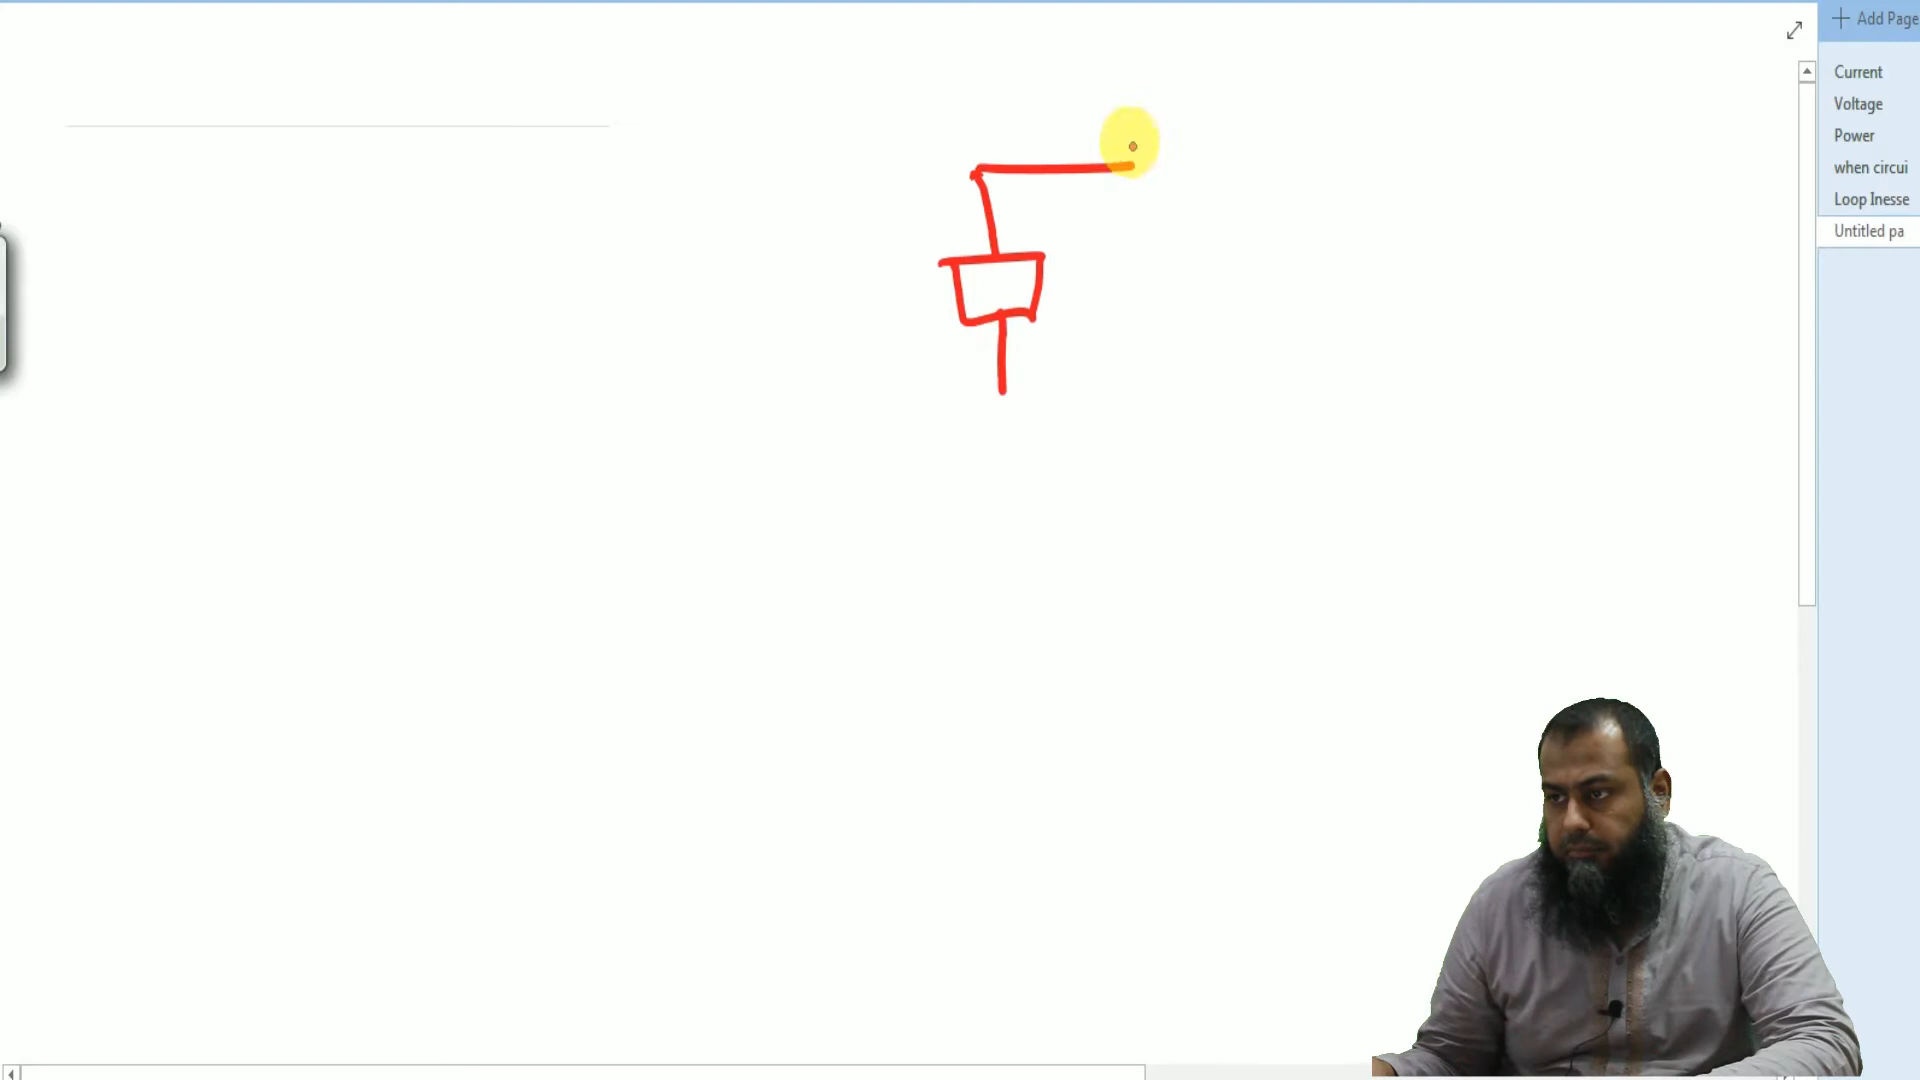 Add Page
Current
Voltage
Power
when circui
Loop Inesse
Untitled pa